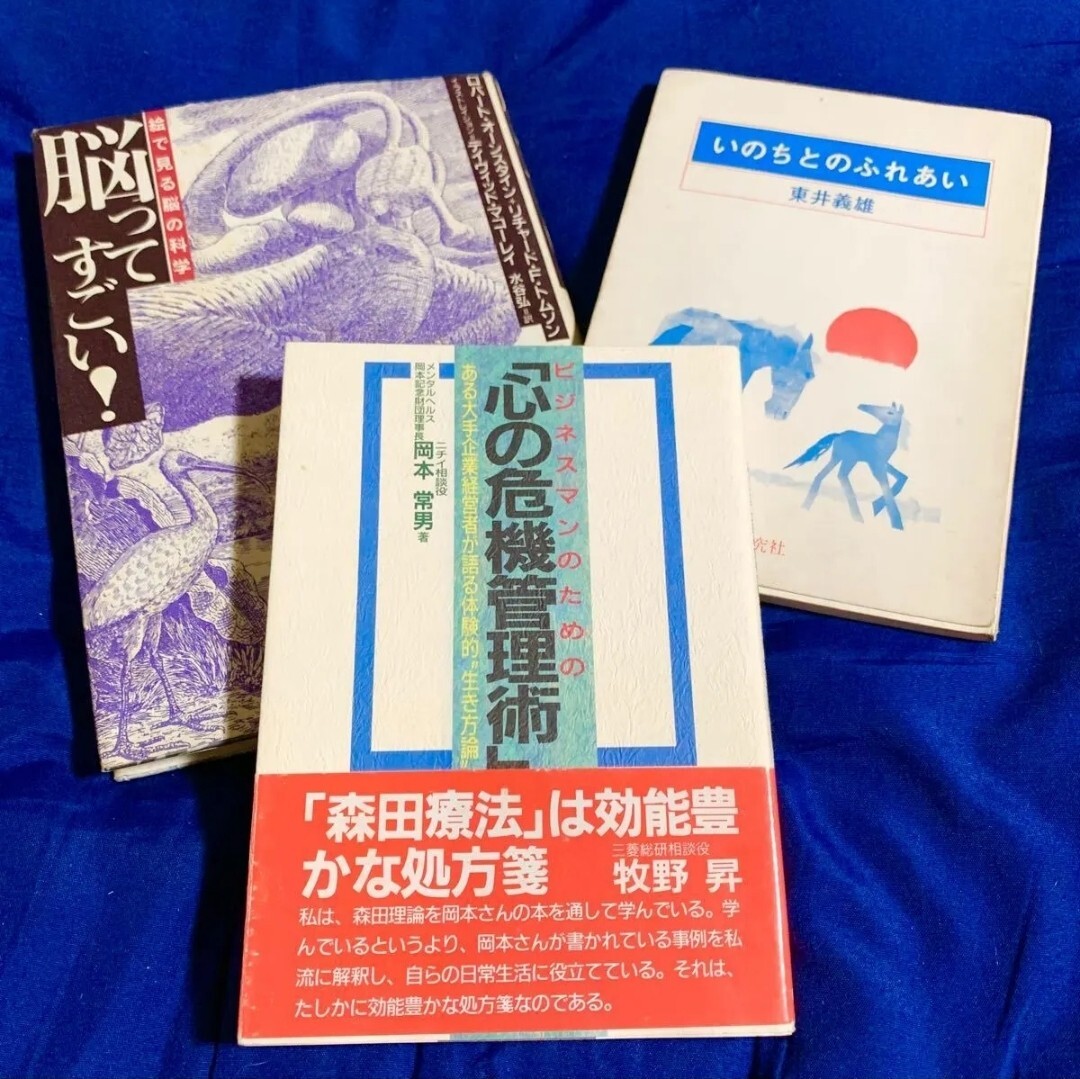 絵で見る脳の科学
脳って
すごい!
ロバート・オーンスタイン・リチャード・F・トムソン
イラストレーション=デイヴィッド・マコーレイ 水谷弘=訳
いのちとのふれあい
東井義雄
究社
ビジネスマンのための
「心の危機管理術」
ある大手企業経営者が語る体験的〝生き方論〟
メンタルヘルス
岡本記念財団理事長
ニチイ相談役
岡本 常男 著
「森田療法」は効能豊
かな処方箋
三菱総研相談役
牧野 昇
私は、森田理論を岡本さんの本を通して学んでいる。学
んでいるというより、岡本さんが書かれている事例を私
流に解釈し、自らの日常生活に役立てている。それは、
たしかに効能豊かな処方箋なのである。